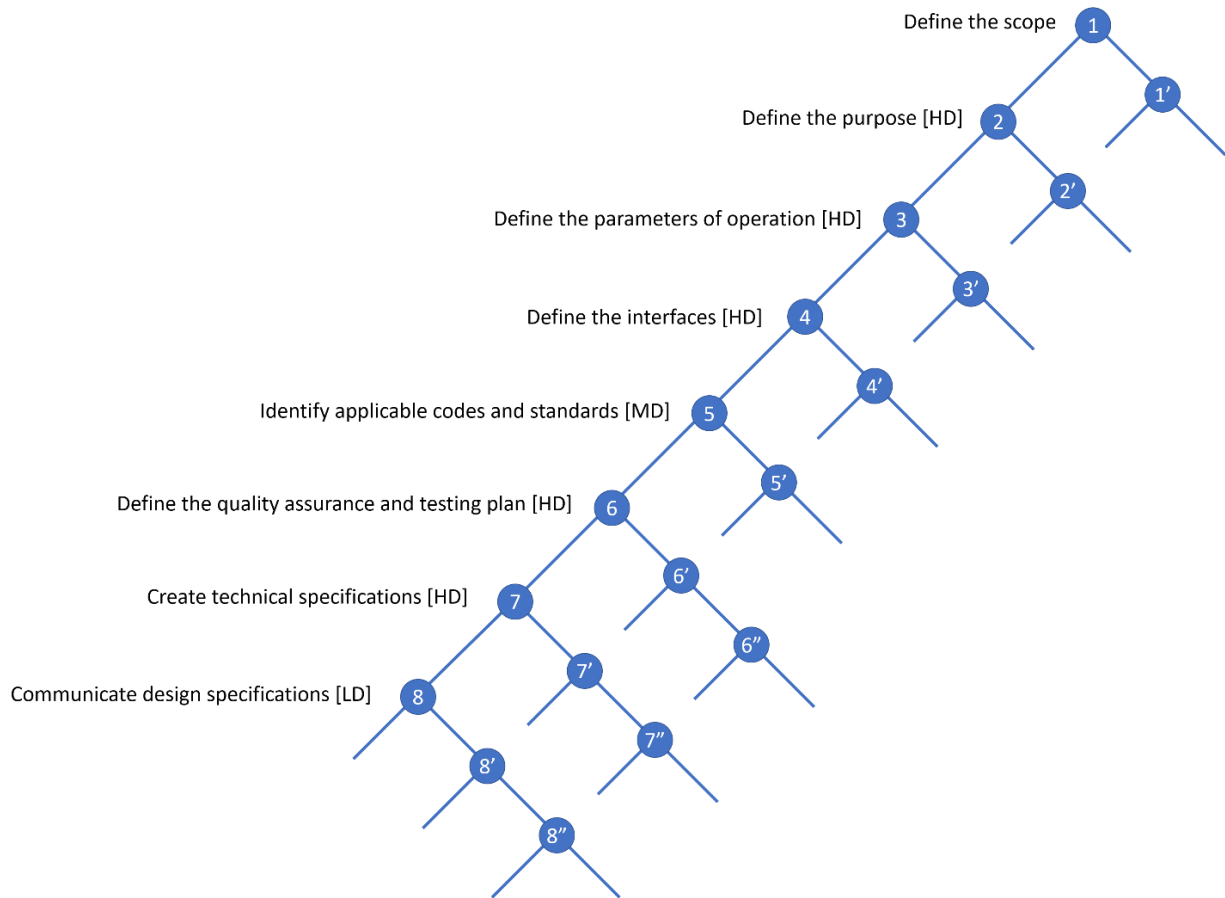 Define the scope
1
1’
Define the purpose [HD]
2
2’
Define the parameters of operation [HD]
3
3’
Define the interfaces [HD]
4
4’
Identify applicable codes and standards [MD]
5
5’
Define the quality assurance and testing plan [HD]
6
6’
6”
Create technical specifications [HD]
7
7’
7”
Communicate design specifications [LD]
8
8’
8”